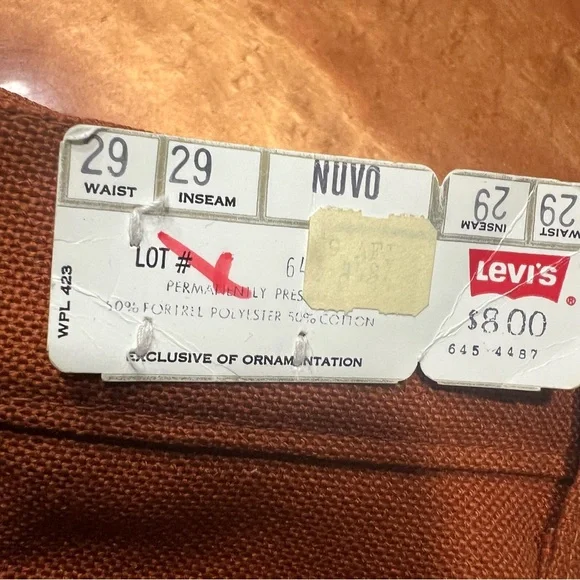 29 29 NUVO
WAIST INSEAM
LOT # 64
PERMANENTLY PRES
50% FORTREL POLYESTER 50% COTTON
EXCLUSIVE OF ORNAMENTATION
WPL 423
29 29
INSEAM WAIST
LEVI'S ®
$8.00
645 4487